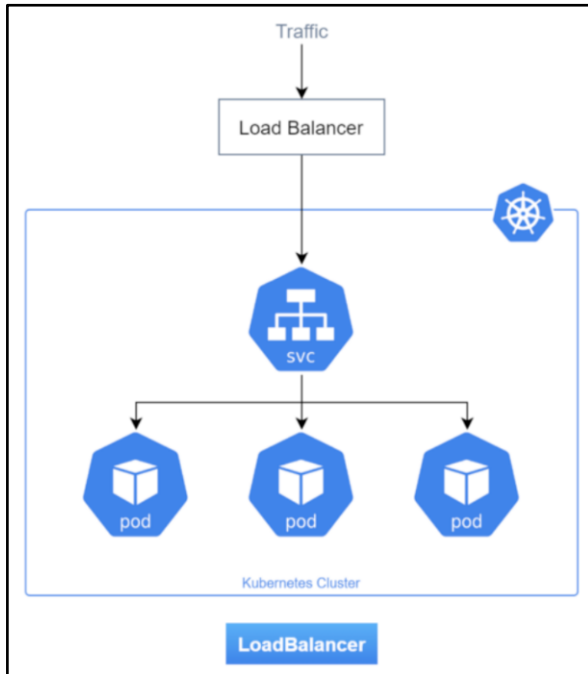 Traffic
Load Balancer
svc
pod
pod
pod
Kubernetes Cluster
LoadBalancer